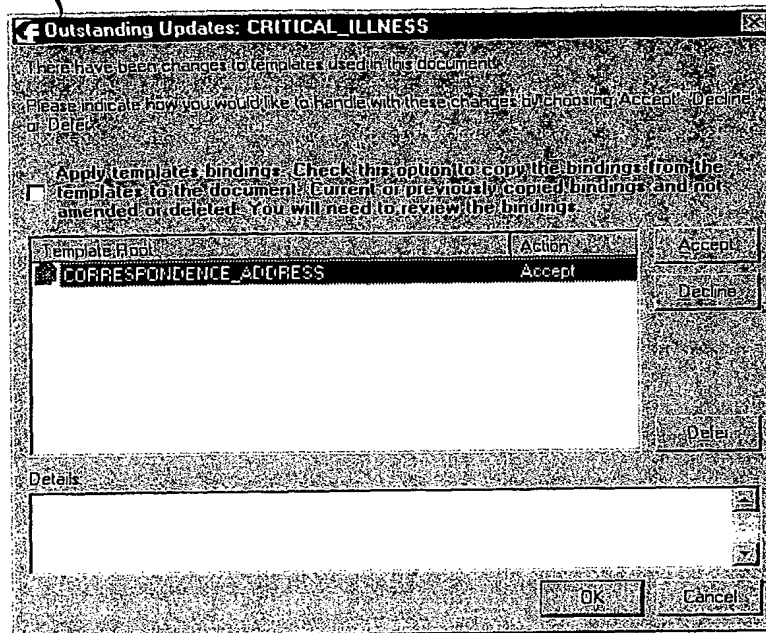 Outstanding Updates: CRITICAL_ILLNESS
There have been changes to templates used in this document.
Please indicate how you would like to handle with these changes by choosing 'Accept', 'Decline'
or 'Defer'.
Apply templates bindings. Check this option to copy the bindings from the
templates to the document. Current or previously copied bindings and not
amended or deleted. You will need to review the bindings.
Template Root Action
CORRESPONDENCE_ADDRESS Accept
Accept
Decline
Defer
Details:
OK Cancel